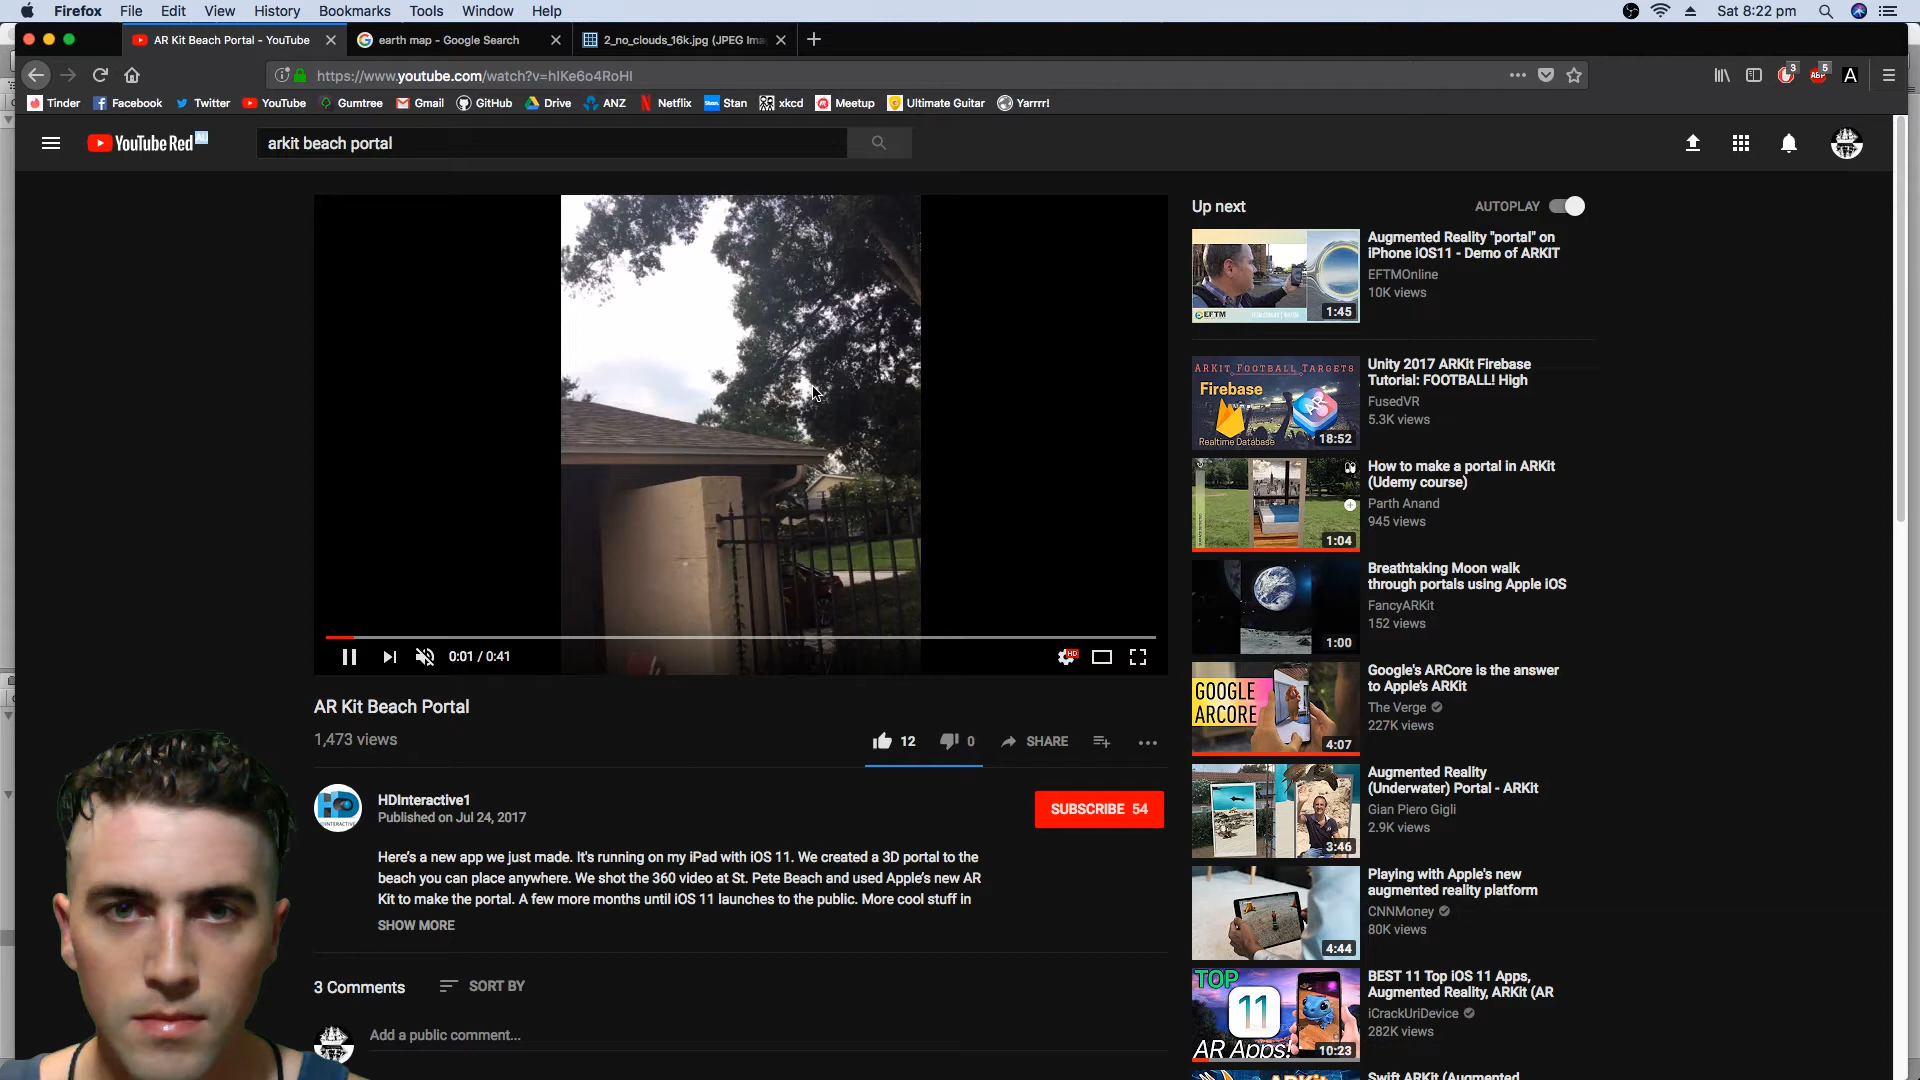 Firefox File Edit View History Bookmarks Tools Window Help Sat 8:22 pm
AR Kit Beach Portal - YouTube earth map - Google Search 2_no_clouds_16k.jpg (JPEG Ima
https://www.youtube.com/watch?v=hIKe6o4RoHI 3 5 ABP A
Tinder Facebook Twitter YouTube Gumtree Gmail GitHub Drive ANZ Netflix Stan. Stan xkcd Meetup Ultimate Guitar Yarrrr!
YouTube Red AU arkit beach portal
Up next AUTOPLAY
Augmented Reality "portal" on
iPhone iOS11 - Demo of ARKIT
EFTMOnline
10K views
EFTM 1:45
ARKIT FOOTBALL TARGETS
Firebase
AR
Realtime Database 18:52
Unity 2017 ARKit Firebase
Tutorial: FOOTBALL! High
FusedVR
5.3K views
How to make a portal in ARKit
(Udemy course)
Parth Anand
945 views
1:04
Breathtaking Moon walk
through portals using Apple iOS
FancyARKit
152 views
1:00
GOOGLE
ARCORE
4:07
Google's ARCore is the answer
to Apple's ARKit
The Verge
227K views
Augmented Reality
(Underwater) Portal - ARKit
Gian Piero Gigli
2.9K views
3:46
Playing with Apple's new
augmented reality platform
CNNMoney
80K views
4:44
TOP
11
AR Apps! 10:23
BEST 11 Top iOS 11 Apps,
Augmented Reality, ARKit (AR
iCrackUriDevice
282K views
Swift ARKit (Augmented
0:01 / 0:41 HD
AR Kit Beach Portal
1,473 views
12 0 SHARE
HDInteractive1
Published on Jul 24, 2017
SUBSCRIBE 54
Here's a new app we just made. It's running on my iPad with iOS 11. We created a 3D portal to the
beach you can place anywhere. We shot the 360 video at St. Pete Beach and used Apple's new AR
Kit to make the portal. A few more months until iOS 11 launches to the public. More cool stuff in
SHOW MORE
3 Comments SORT BY
Add a public comment...